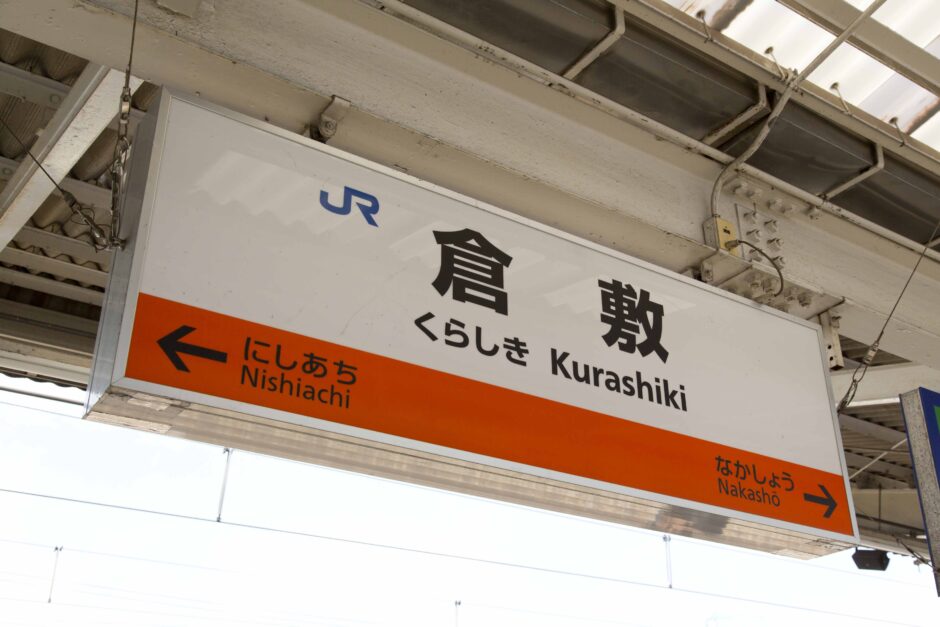 JR
倉敷
くらしき Kurashiki
← にしあち
Nishiachi
なかしょう →
Nakashō